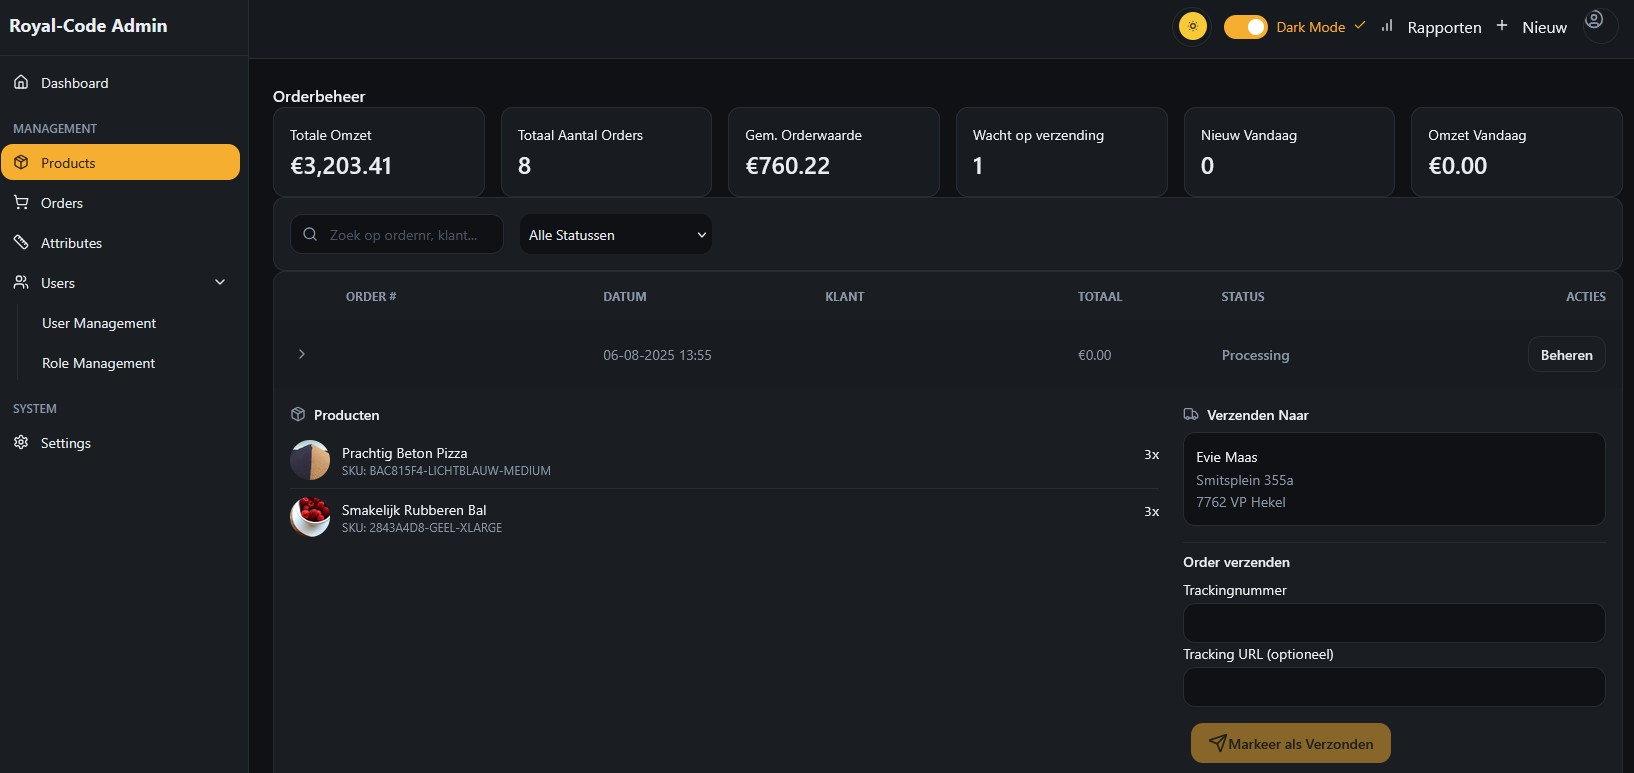 Royal-Code Admin
Dark Mode
Rapporten
Nieuw
Dashboard
MANAGEMENT
Products
Orders
Attributes
Users
User Management
Role Management
SYSTEM
Settings
Orderbeheer
Totale Omzet
€3,203.41
Totaal Aantal Orders
8
Gem. Orderwaarde
€760.22
Wacht op verzending
1
Nieuw Vandaag
0
Omzet Vandaag
€0.00
Zoek op ordernr, klant...
Alle Statussen
ORDER # DATUM KLANT TOTAAL STATUS ACTIES
06-08-2025 13:55 €0.00 Processing Beheren
Producten
Prachtig Beton Pizza 3x
SKU: BAC815F4-LICHTBLAUW-MEDIUM
Smakelijk Rubberen Bal 3x
SKU: 2843A4D8-GEEL-XLARGE
Verzenden Naar
Evie Maas
Smitsplein 355a
7762 VP Hekel
Order verzenden
Trackingnummer
Tracking URL (optioneel)
Markeer als Verzonden